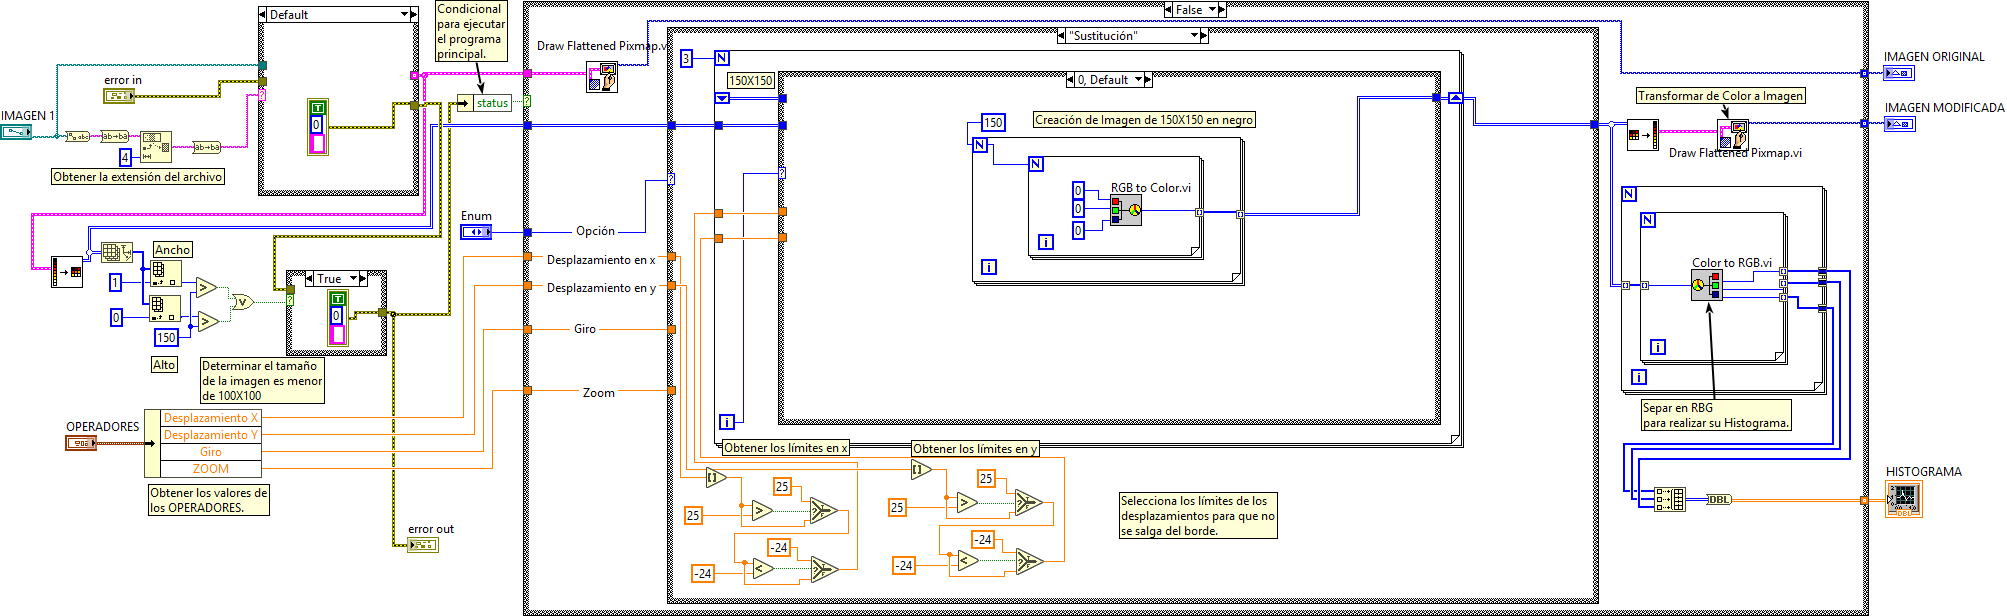 Default
Condicional
para ejecutar
el programa
principal.
False
Draw Flattened Pixmap.v
"Sustitución"
IMAGEN ORIGINAL
3
N
150X150
0, Default
error in
status
T
0
IMAGEN 1
4
Obtener la extensión del archivo
Transformar de Color a Imagen
IMAGEN MODIFICADA
Draw Flattened Pixmap.vi
150
Creación de Imagen de 150X150 en negro
N
N
RGB to Color.vi
0
0
0
i
i
i
Enum
Opción
Desplazamiento en x
Desplazamiento en y
Giro
Zoom
Ancho
1
0
150
Alto
V
True
T
0
Determinar el tamaño
de la imagen es menor
de 100X100
OPERADORES
Desplazamiento X
Desplazamiento Y
Giro
ZOOM
Obtener los valores de
los OPERADORES.
error out
N
N
Color to RGB.vi
i
i
Separ en RBG
para realizar su Histograma.
Obtener los límites en x
Obtener los límites en y
25
25
>
-24
-24
<
25
25
>
-24
-24
<
Selecciona los límites de los
desplazamientos para que no
se salga del borde.
DBL
HISTOGRAMA
DBL